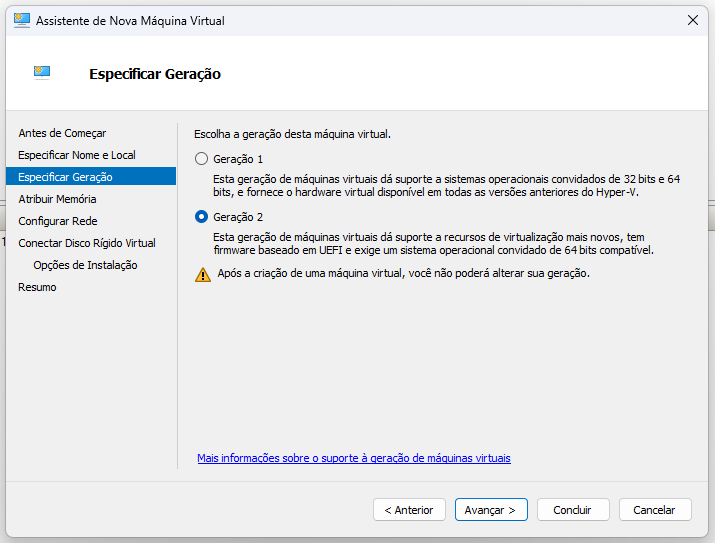 Assistente de Nova Máquina Virtual
Especificar Geração
Antes de Começar
Especificar Nome e Local
Especificar Geração
Atribuir Memória
Configurar Rede
Conectar Disco Rígido Virtual
Opções de Instalação
Resumo
Escolha a geração desta máquina virtual.
Geração 1
Esta geração de máquinas virtuais dá suporte a sistemas operacionais convidados de 32 bits e 64
bits, e fornece o hardware virtual disponível em todas as versões anteriores do Hyper-V.
Geração 2
Esta geração de máquinas virtuais dá suporte a recursos de virtualização mais novos, tem
firmware baseado em UEFI e exige um sistema operacional convidado de 64 bits compatível.
Após a criação de uma máquina virtual, você não poderá alterar sua geração.
Mais informações sobre o suporte à geração de máquinas virtuais
< Anterior
Avançar >
Concluir
Cancelar